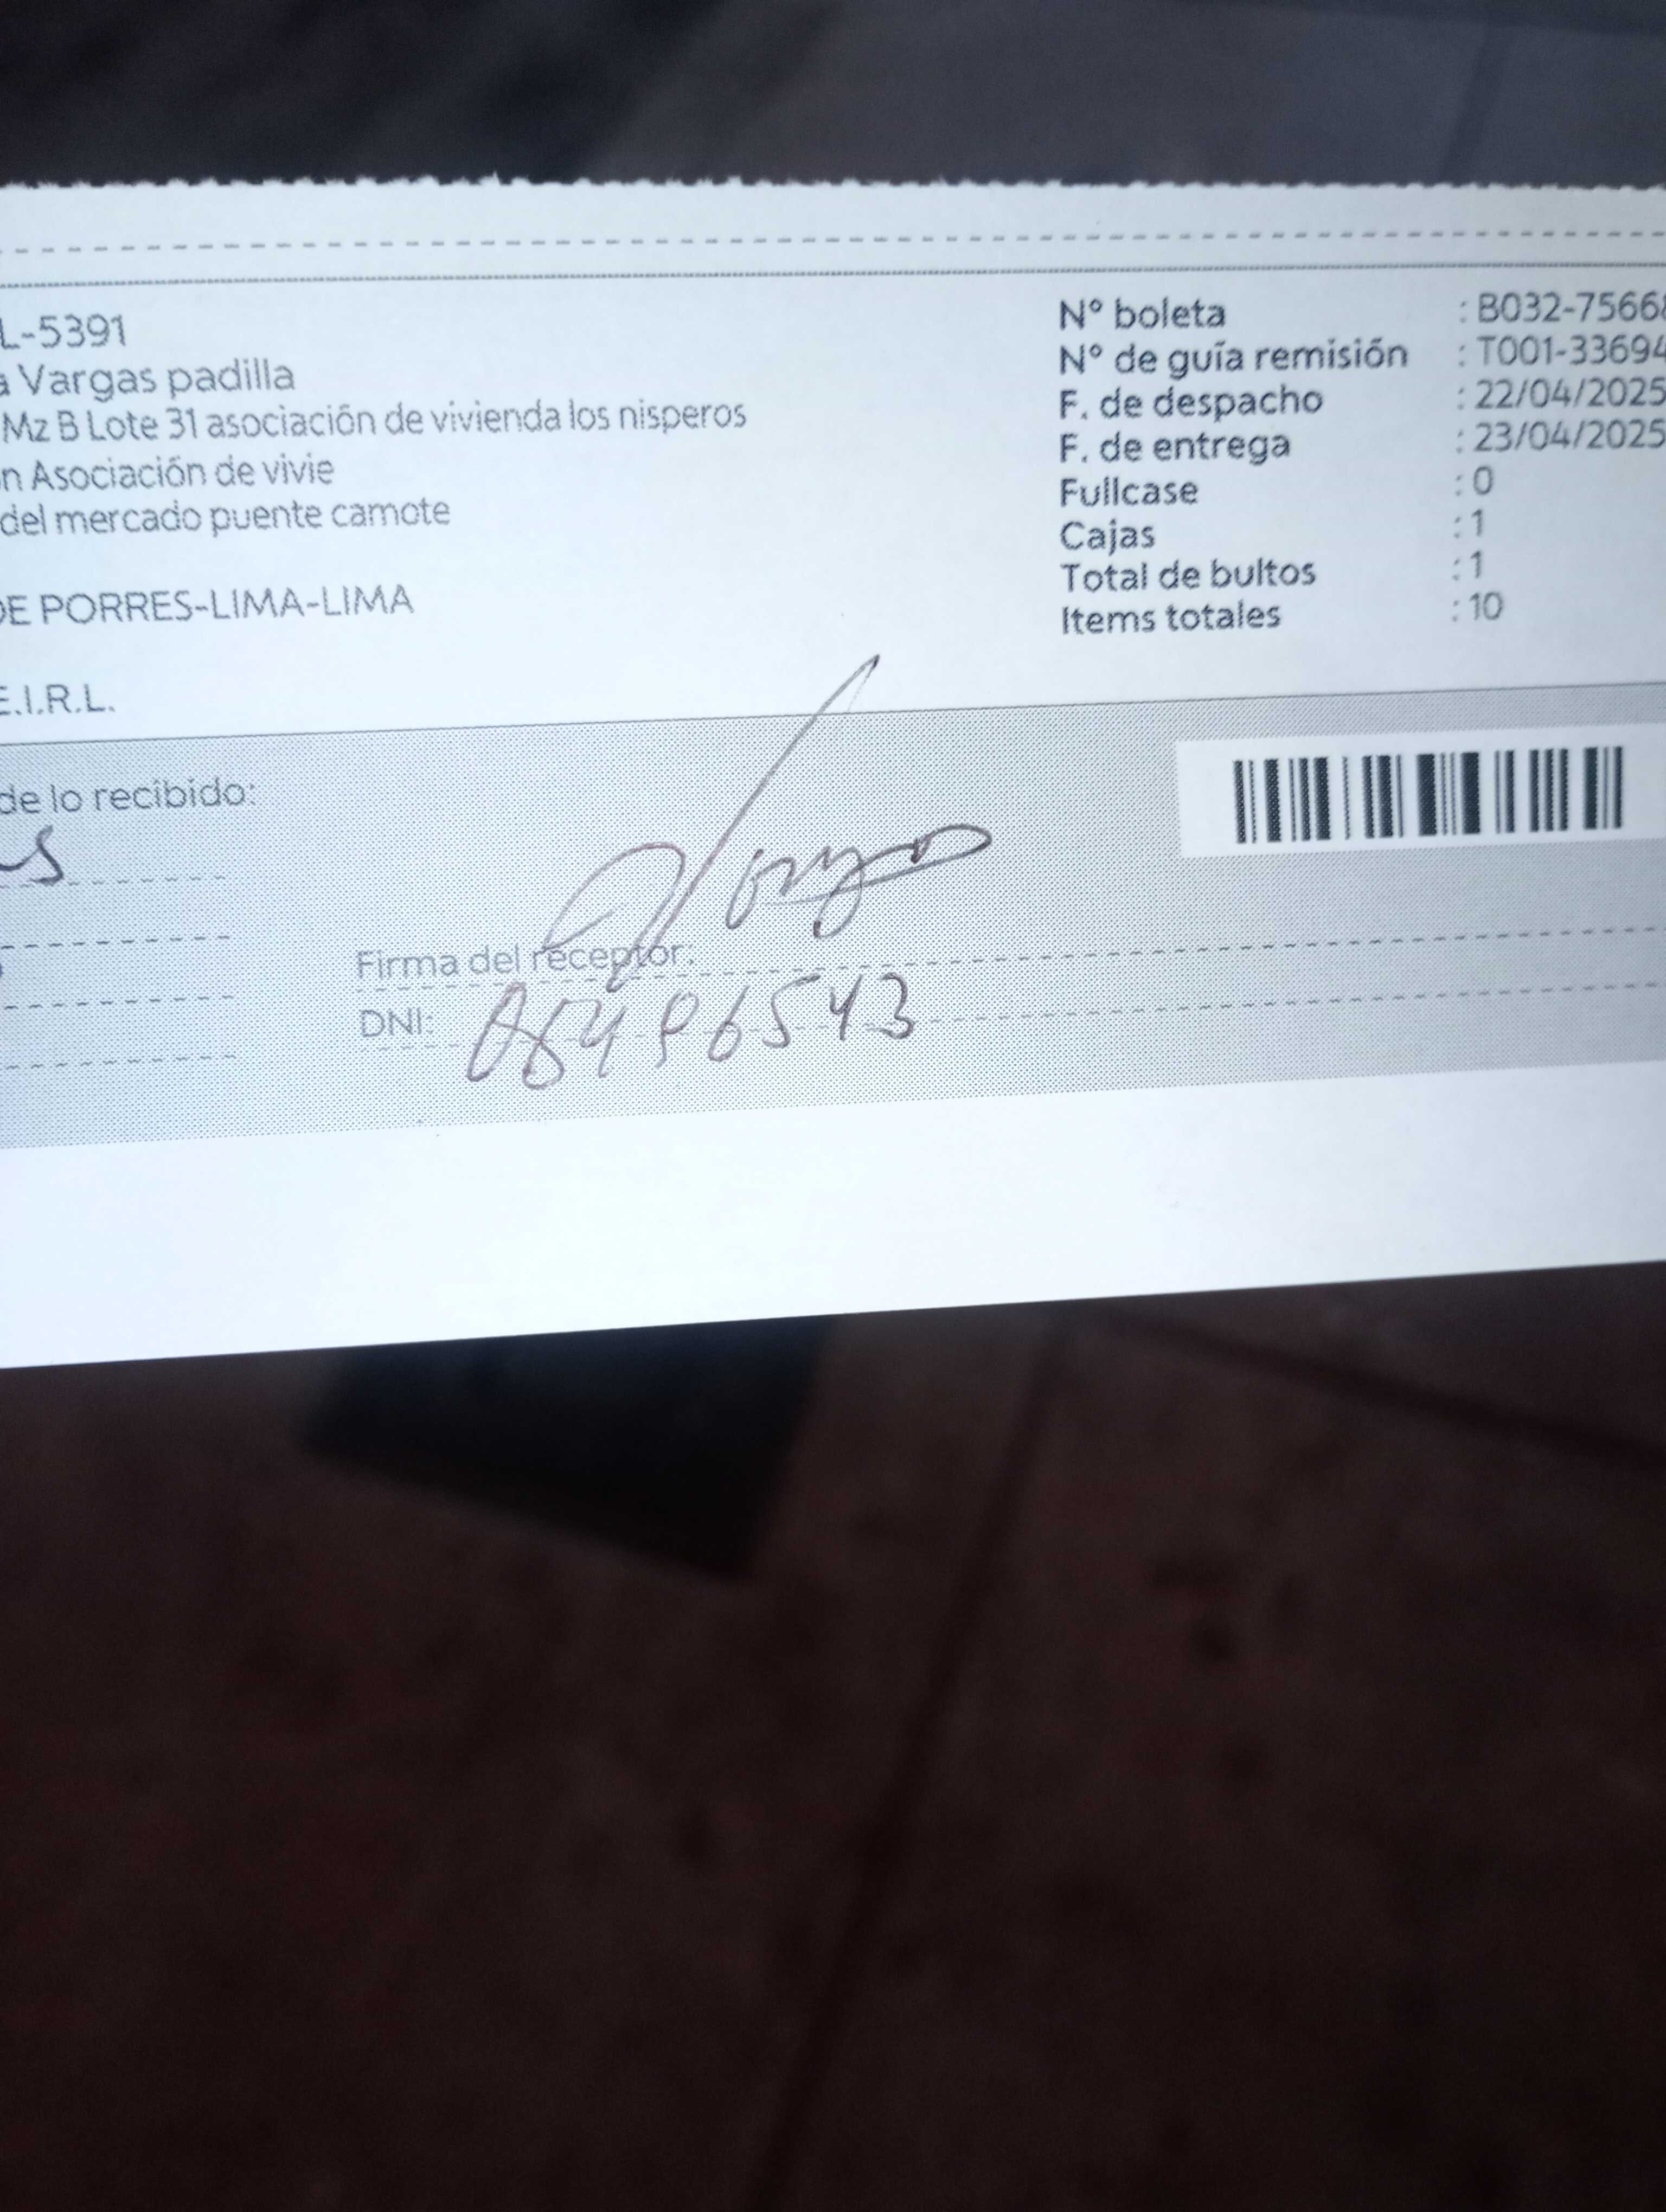 L-5391
a Vargas padilla
Mz B Lote 31 asociación de vivienda los nisperos
n Asociación de vivie
del mercado puente camote
DE PORRES-LIMA-LIMA
E.I.R.L.
N° boleta : B032-7566
N° de guía remisión : T001-33694
F. de despacho : 22/04/2025
F. de entrega : 23/04/2025
Fullcase : 0
Cajas : 1
Total de bultos : 1
Items totales : 10
de lo recibido:
Firma del receptor:
DNI: